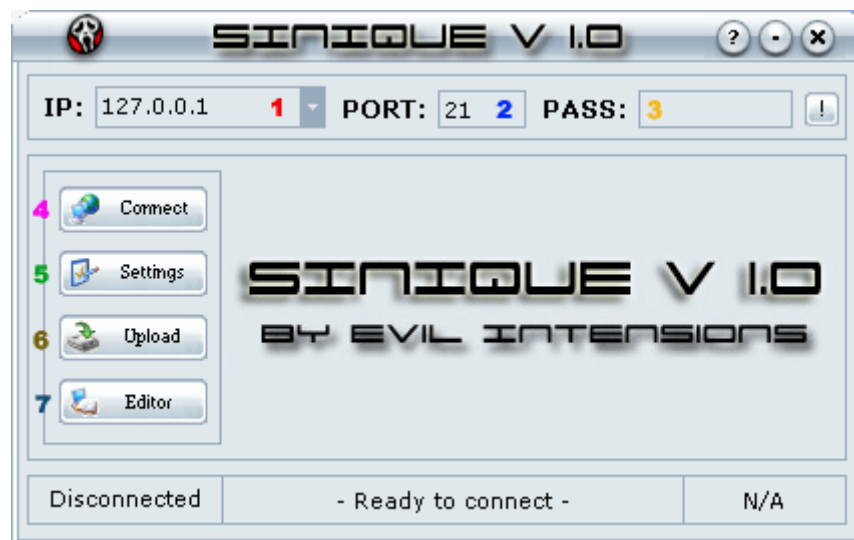 SINIQUE V 1.0 ? - x
IP: 127.0.0.1 1 PORT: 21 2 PASS: 3 !
4 Connect
5 Settings
6 Upload
7 Editor
SINIQUE V 1.0
BY EVIL INTENSIONS
Disconnected - Ready to connect - N/A